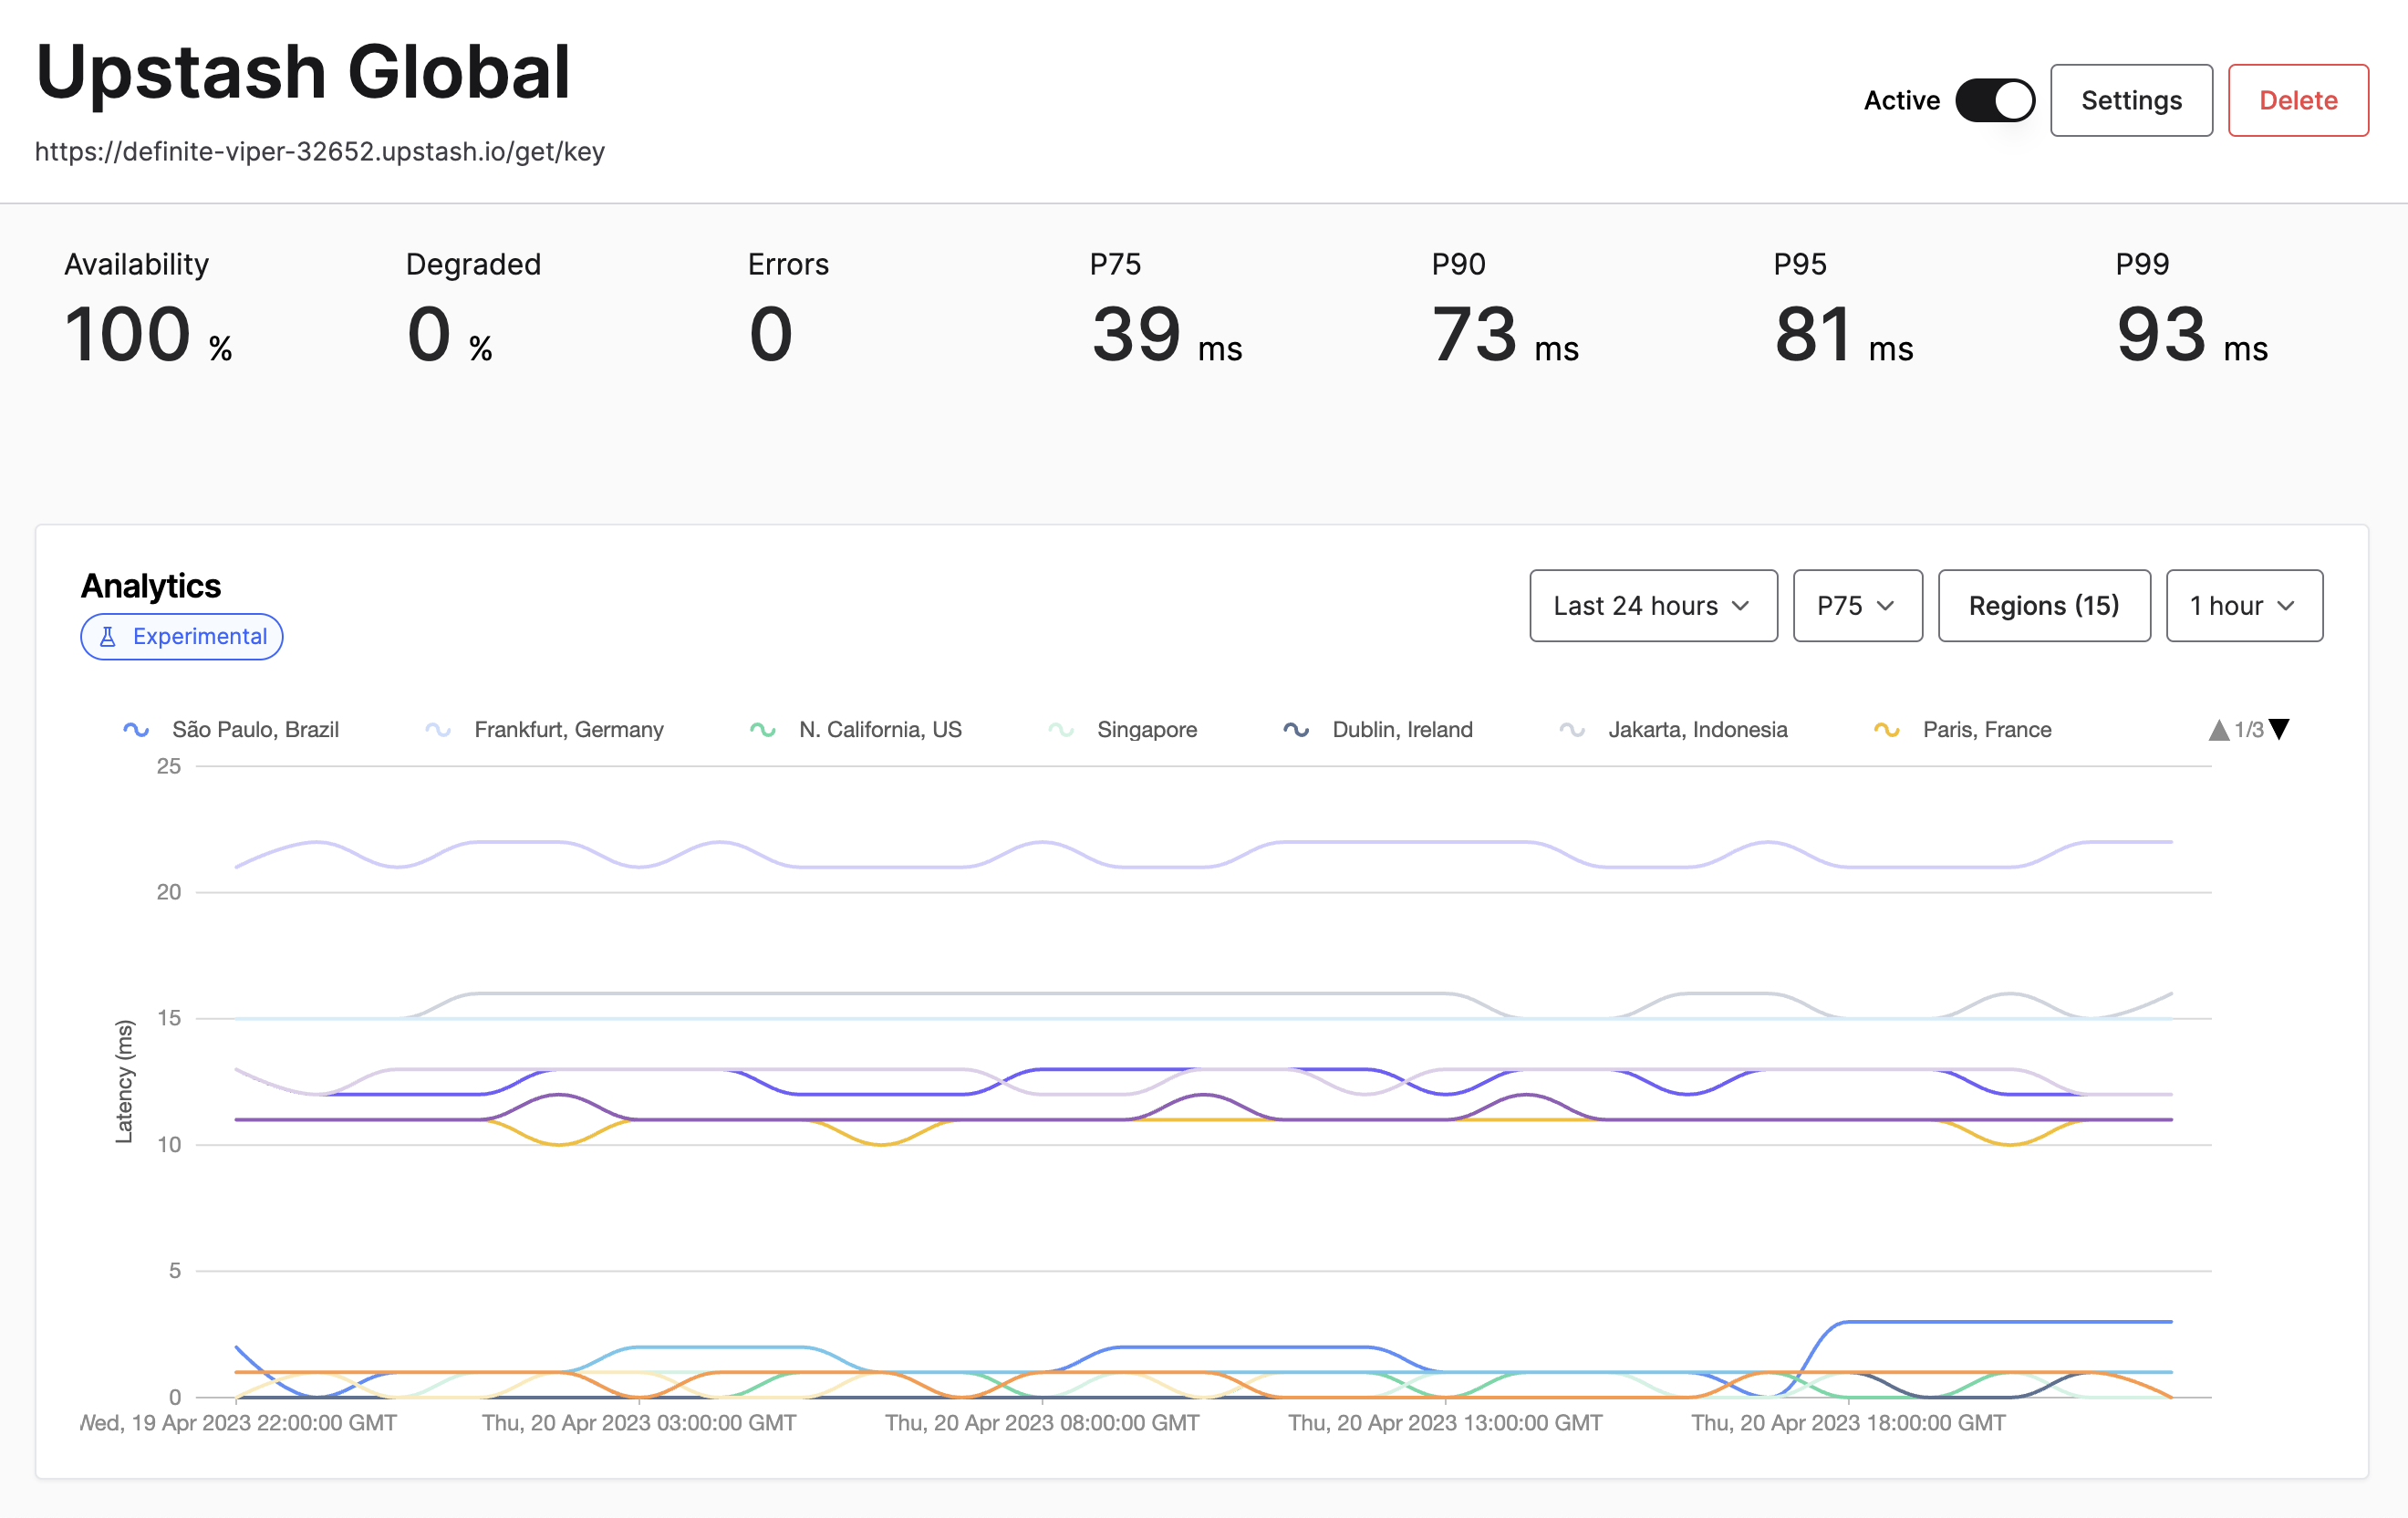 Upstash Global
https://definite-viper-32652.upstash.io/get/key
Active
Settings
Delete
Availability
100 %
Degraded
0 %
Errors
0
P75
39 ms
P90
73 ms
P95
81 ms
P99
93 ms
Analytics
Experimental
Last 24 hours
P75
Regions (15)
1 hour
São Paulo, Brazil
Frankfurt, Germany
N. California, US
Singapore
Dublin, Ireland
Jakarta, Indonesia
Paris, France
1/3
25
20
15
10
5
0
Latency (ms)
Wed, 19 Apr 2023 22:00:00 GMT
Thu, 20 Apr 2023 03:00:00 GMT
Thu, 20 Apr 2023 08:00:00 GMT
Thu, 20 Apr 2023 13:00:00 GMT
Thu, 20 Apr 2023 18:00:00 GMT